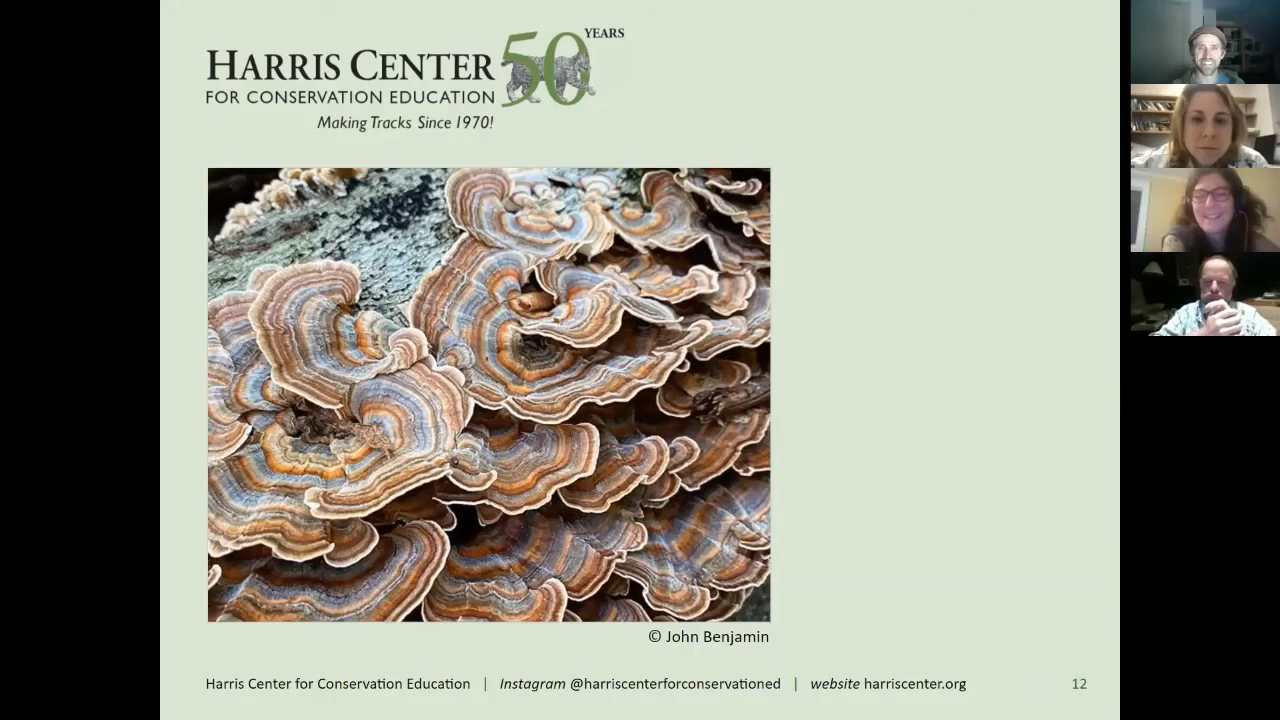 HARRIS CENTER 50 YEARS
FOR CONSERVATION EDUCATION
Making Tracks Since 1970!
© John Benjamin
Harris Center for Conservation Education | Instagram @harriscenterforconservationed | website harriscenter.org 12